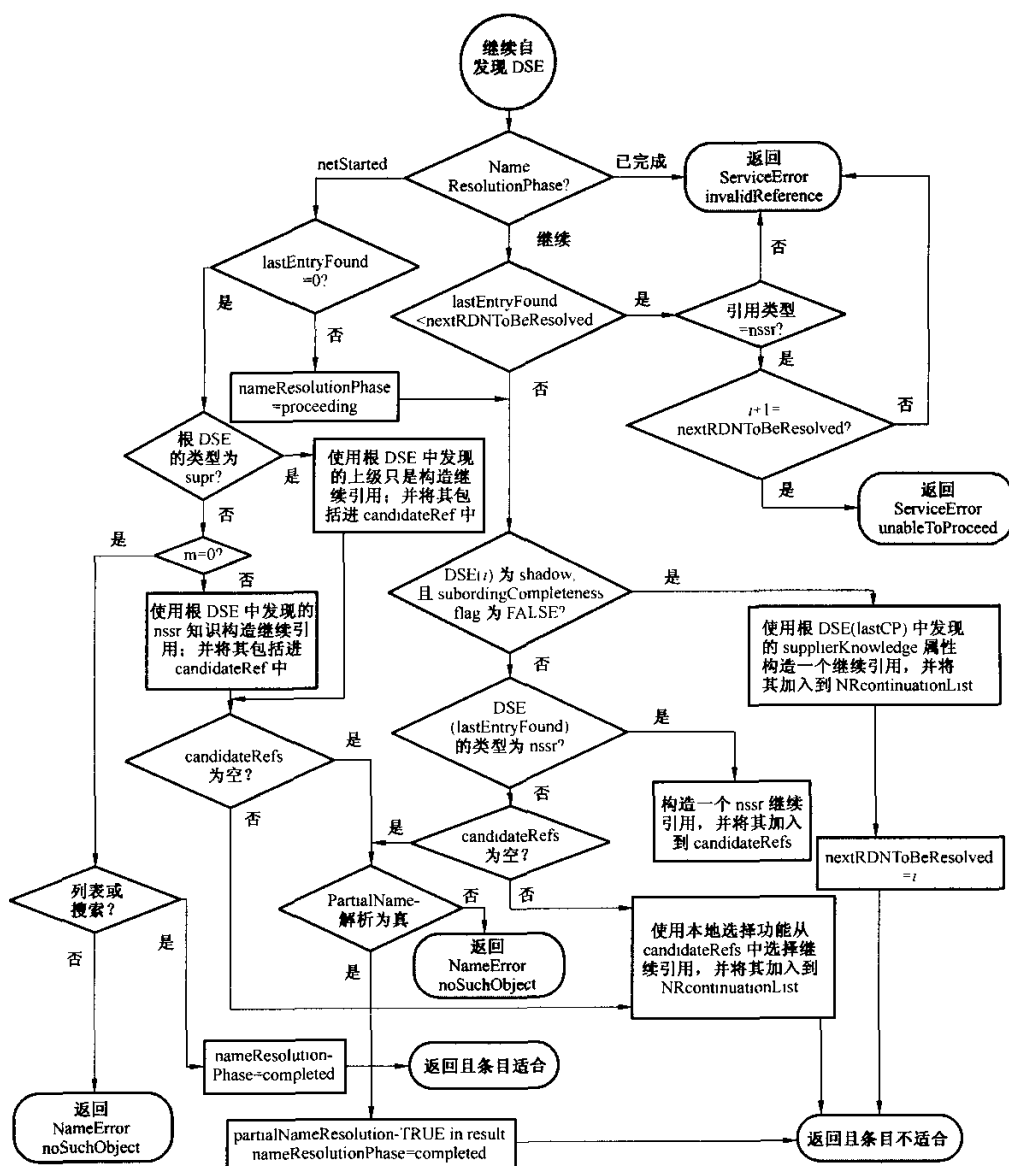 继续自
发现 DSE
netStarted
Name
ResolutionPhase?
已完成
返回
ServiceError
invalidReference
继续
否
lastEntryFound
=0?
是
否
lastEntryFound
<nextRDNToBeResolved
是
引用类型
=nssr?
是
nameResolutionPhase
=proceeding
否
i+1=
nextRDNToBeResolved?
否
根 DSE
的类型为
supr?
是
使用根 DSE 中发现
的上级只是构造继
续引用；并将其包
括进 candidateRef 中
是
返回
ServiceError
unableToProceed
否
是
m=0?
否
DSE(i) 为 shadow,
且 subordingCompleteness
flag 为 FALSE?
是
使用根 DSE 中发现的
nssr 知识构造继续引
用；并将其包括进
candidateRef 中
使用根 DSE(lastCP) 中发现
的 supplierKnowledge 属性
构造一个继续引用，并将
其加入到 NRcontinuationList
否
DSE
(lastEntryFound)
的类型为 nssr?
是
candidateRefs
为空？
是
否
否
构造一个 nssr 继续
引用，并将其加入
到 candidateRefs
是
candidateRefs
为空？
nextRDNToBeResolved
=i
列表或
搜索？
PartialName-
解析为真
否
否
是
否
是
返回
NameError
noSuchObject
使用本地选择功能从
candidateRefs 中选择继
续引用，并将其加入到
NRcontinuationList
nameResolution-
Phase=completed
返回且条目适合
返回
NameError
noSuchObject
partialNameResolution-TRUE in result
nameResolutionPhase=completed
返回且条目不适合